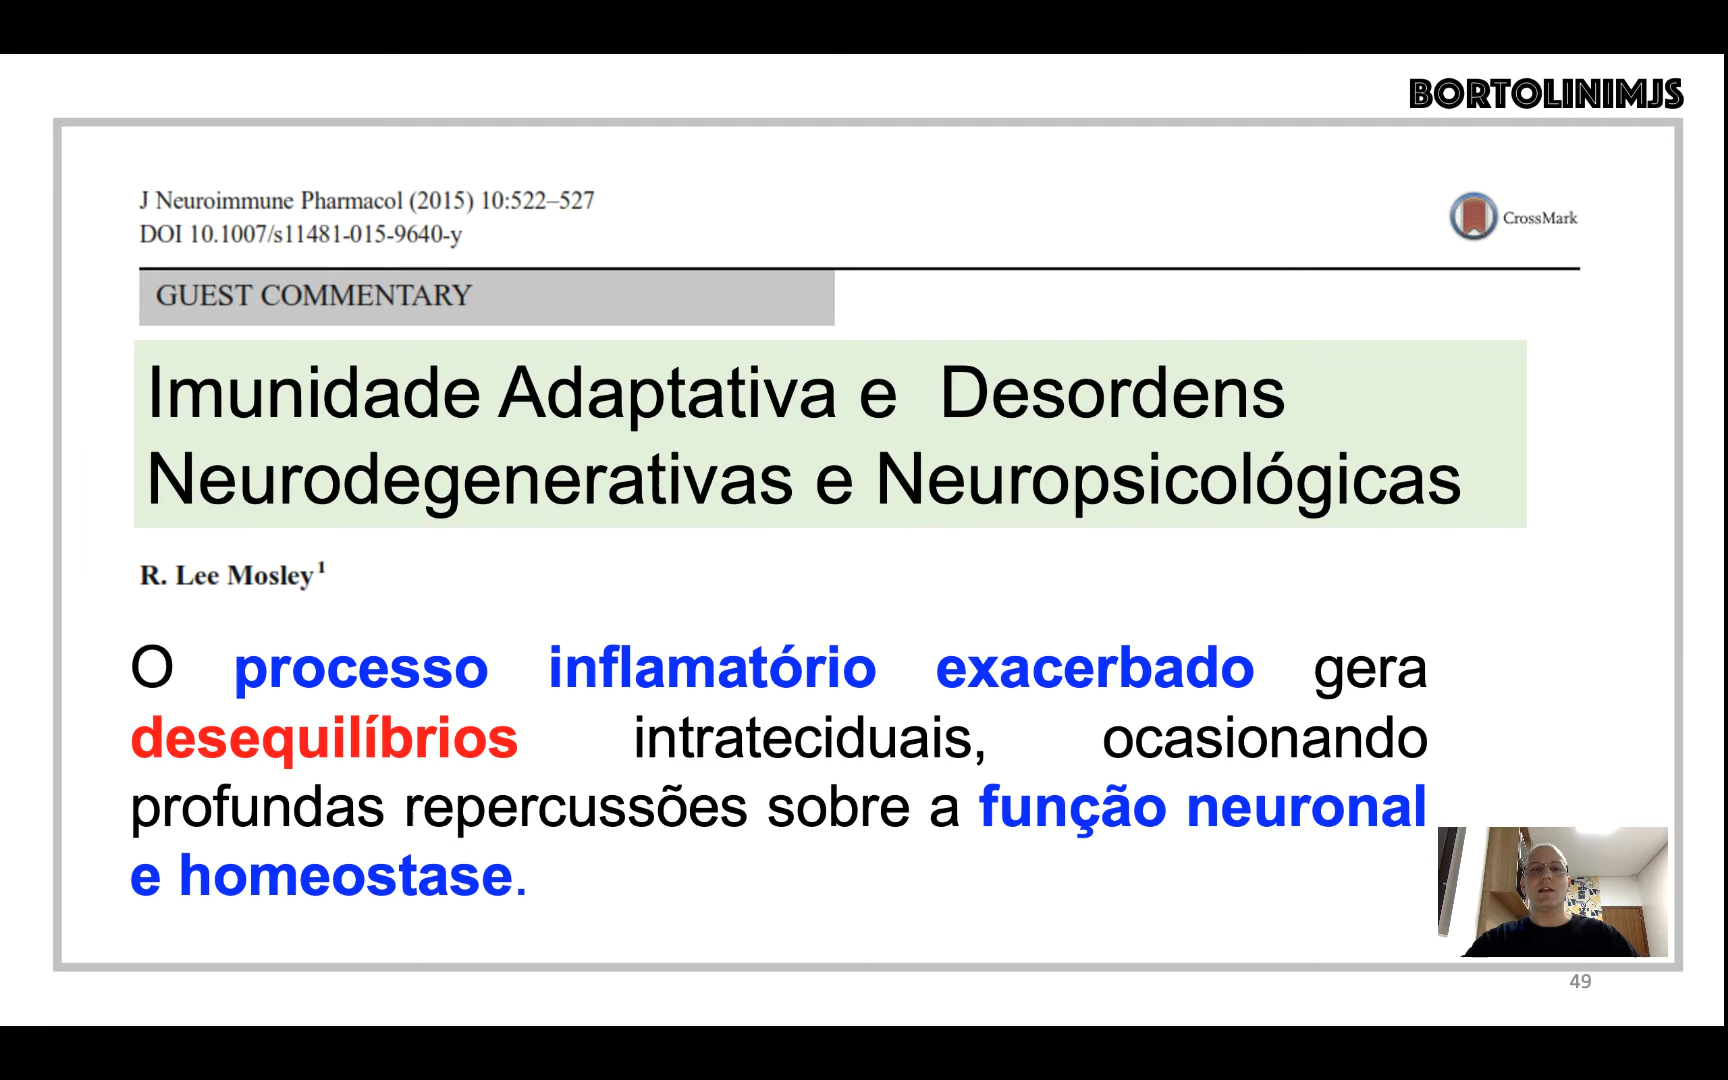 BORTOLINIMJS
J Neuroimmune Pharmacol (2015) 10:522–527
DOI 10.1007/s11481-015-9640-y
CrossMark
GUEST COMMENTARY
Imunidade Adaptativa e Desordens
Neurodegenerativas e Neuropsicológicas
R. Lee Mosley¹
O processo inflamatório exacerbado gera
desequilíbrios intrateciduais, ocasionando
profundas repercussões sobre a função neuronal
e homeostase.
49